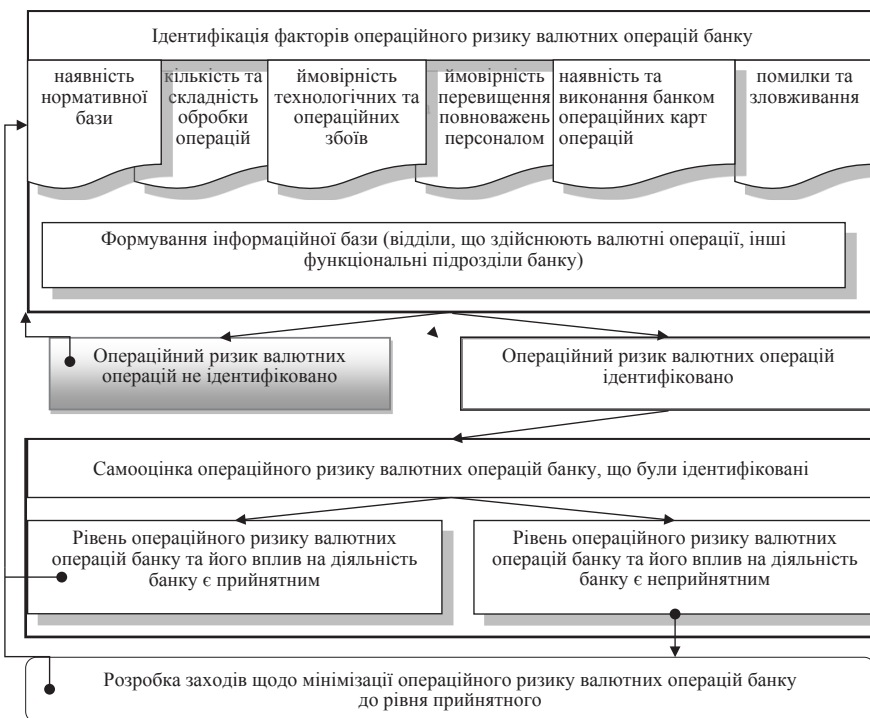 Ідентифікація факторів операційного ризику валютних операцій банку
наявність
нормативної
бази
кількість та
складність
обробки
операцій
ймовірність
технологічних та
операційних
збоїв
ймовірність
перевищення
повноважень
персоналом
наявність та
виконання банком
операційних карт
операцій
помилки та
зловживання
Формування інформаційної бази (відділи, що здійснюють валютні операції, інші
функціональні підрозділи банку)
Операційний ризик валютних
операцій не ідентифіковано
Операційний ризик валютних операцій
ідентифіковано
Самооцінка операційного ризику валютних операцій банку, що були ідентифіковані
Рівень операційного ризику валютних
операцій банку та його вплив на діяльність
банку є прийнятним
Рівень операційного ризику валютних
операцій банку та його вплив на діяльність
банку є неприйнятним
Розробка заходів щодо мінімізації операційного ризику валютних операцій банку
до рівня прийнятного